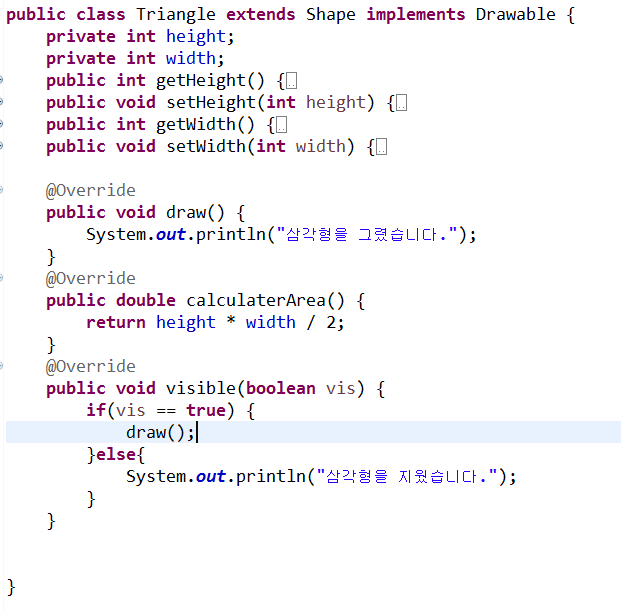 public class Triangle extends Shape implements Drawable {
    private int height;
    private int width;
    public int getHeight() {
    public void setHeight(int height) {
    public int getWidth() {
    public void setWidth(int width) {
    @Override
    public void draw() {
        System.out.println("삼각형을 그렸습니다.");
    }
    @Override
    public double calculaterArea() {
        return height * width / 2;
    }
    @Override
    public void visible(boolean vis) {
        if(vis == true) {
            draw();
        }else{
            System.out.println("삼각형을 지웠습니다.");
        }
    }
}